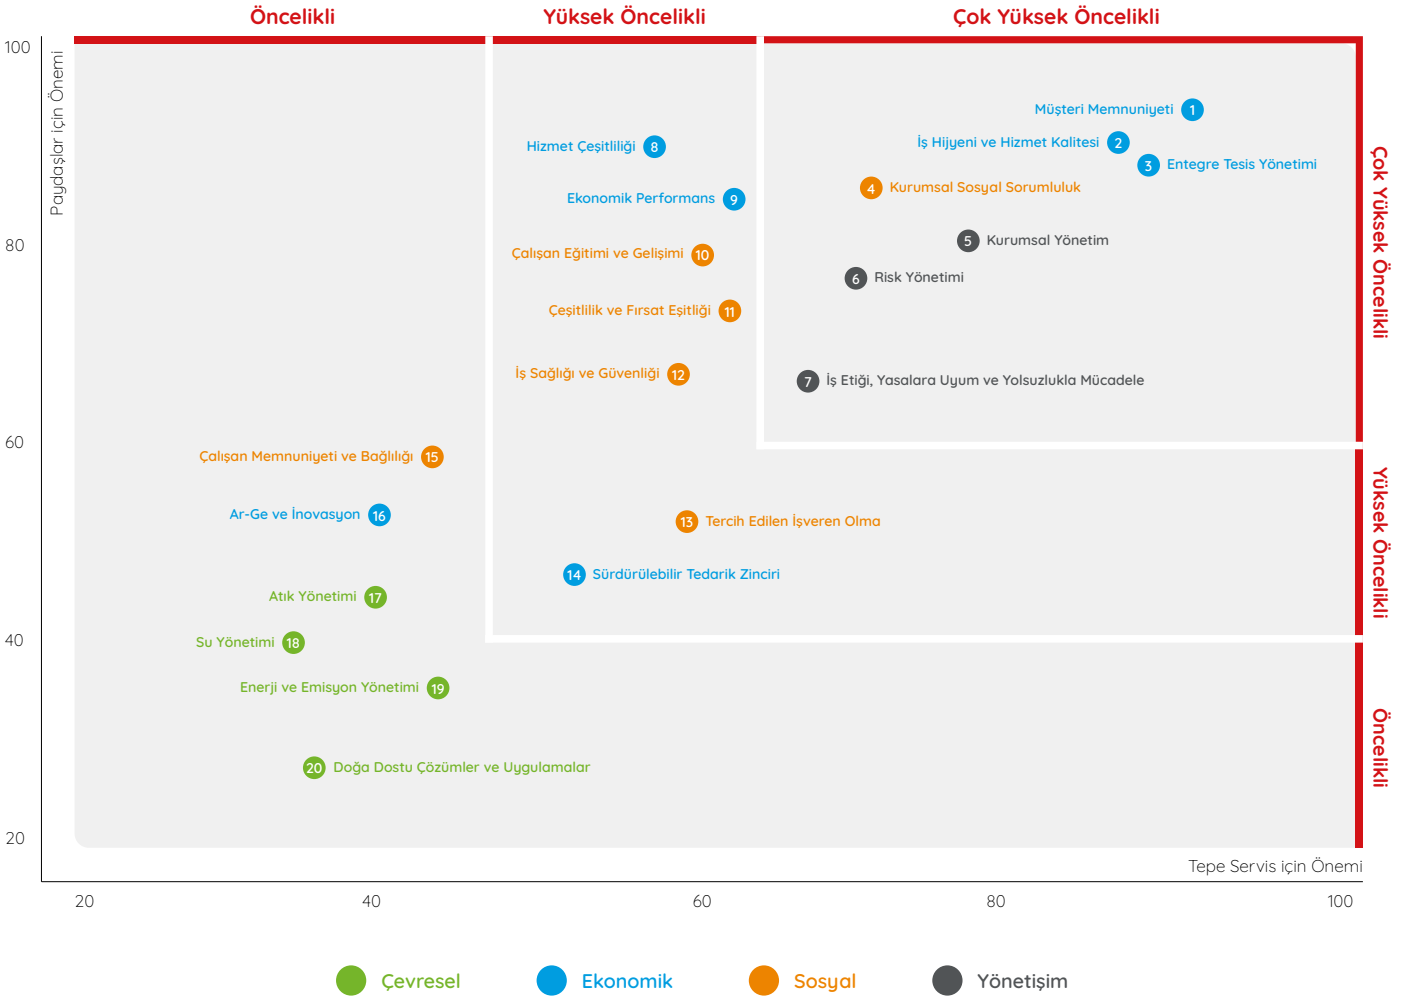 Öncelikli
Yüksek Öncelikli
Çok Yüksek Öncelikli
100
80
60
40
20
Paydaşlar için Önemi
Müşteri Memnuniyeti 1
İş Hijyeni ve Hizmet Kalitesi 2
3 Entegre Tesis Yönetimi
4 Kurumsal Sosyal Sorumluluk
5 Kurumsal Yönetim
6 Risk Yönetimi
7 İş Etiği, Yasalara Uyum ve Yolsuzlukla Mücadele
Hizmet Çeşitliliği 8
Ekonomik Performans 9
Çalışan Eğitimi ve Gelişimi 10
Çeşitlilik ve Fırsat Eşitliği 11
İş Sağlığı ve Güvenliği 12
13 Tercih Edilen İşveren Olma
14 Sürdürülebilir Tedarik Zinciri
Çalışan Memnuniyeti ve Bağlılığı 15
Ar-Ge ve İnovasyon 16
Atık Yönetimi 17
Su Yönetimi 18
Enerji ve Emisyon Yönetimi 19
20 Doğa Dostu Çözümler ve Uygulamalar
Çok Yüksek Öncelikli
Yüksek Öncelikli
Öncelikli
Tepe Servis için Önemi
20
40
60
80
100
Çevresel
Ekonomik
Sosyal
Yönetişim